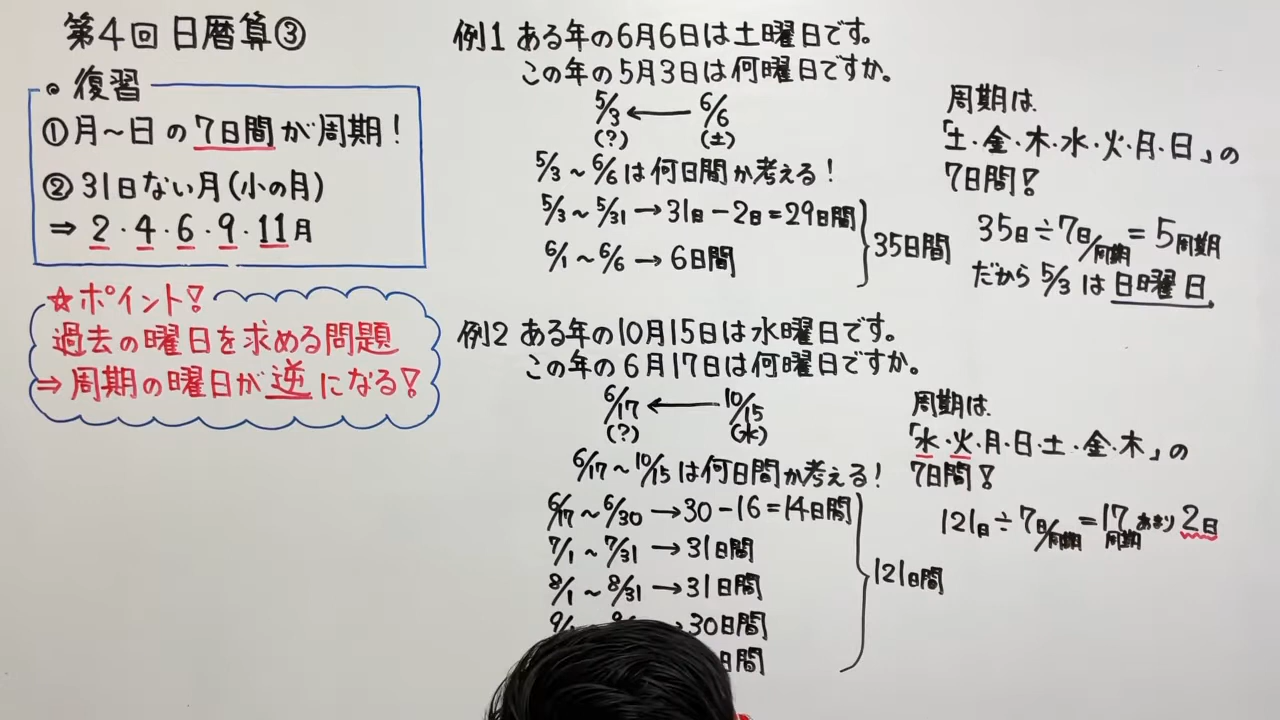 第4回 日暦算③
復習
①月～日の7日間が周期!
②31日ない月(小の月)
⇒ 2・4・6・9・11月
☆ポイント!
過去の曜日を求める問題
⇒周期の曜日が逆になる!
例1 ある年の6月6日は土曜日です。
この年の5月3日は何曜日ですか。
5/3 ← 6/6
(?) (土)
5/3～6/6は何日間か考える!
5/3～5/31→31日-2日=29日間
6/1～6/6→6日間
35日間
周期は
「土・金・木・水・火・月・日」の
7日間!
35日÷7日/周期=5周期
だから5/3は日曜日.
例2 ある年の10月15日は水曜日です。
この年の6月17日は何曜日ですか。
6/17 ← 10/15
(?) (水)
6/17～10/15は何日間か考える!
6/17～6/30→30-16=14日間
7/1～7/31→31日間
8/1～8/31→31日間
9/ 30日間
日間
121日間
周期は
「水・火・月・日・土・金・木」の
7日間!
121日÷7日/周期=17周期あまり2日